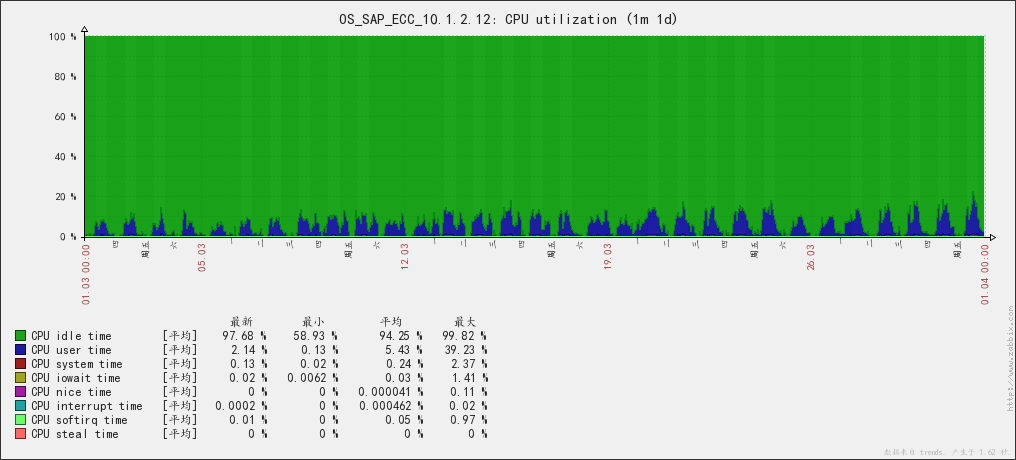 OS_SAP_ECC_10.1.2.12: CPU utilization (1m 1d)
100 %
80 %
60 %
40 %
20 %
0 %
01.03 00:00 四 周五 六 05.03 一 二 三 四 周五 六 12.03 一 二 三 四 周五 六 19.03 一 二 三 四 周五 六 26.03 一 二 三 四 周五 01.04 00:00
最新 最小 平均 最大
CPU idle time [平均] 97.68 % 58.93 % 94.25 % 99.82 %
CPU user time [平均] 2.14 % 0.13 % 5.43 % 39.23 %
CPU system time [平均] 0.13 % 0.02 % 0.24 % 2.37 %
CPU iowait time [平均] 0.02 % 0.0062 % 0.03 % 1.41 %
CPU nice time [平均] 0 % 0 % 0.000041 % 0.11 %
CPU interrupt time [平均] 0.0002 % 0 % 0.000462 % 0.02 %
CPU softirq time [平均] 0.01 % 0 % 0.05 % 0.97 %
CPU steal time [平均] 0 % 0 % 0 % 0 %
http://www.zabbix.com
数据来自 trends. 产生于 1.62 秒.